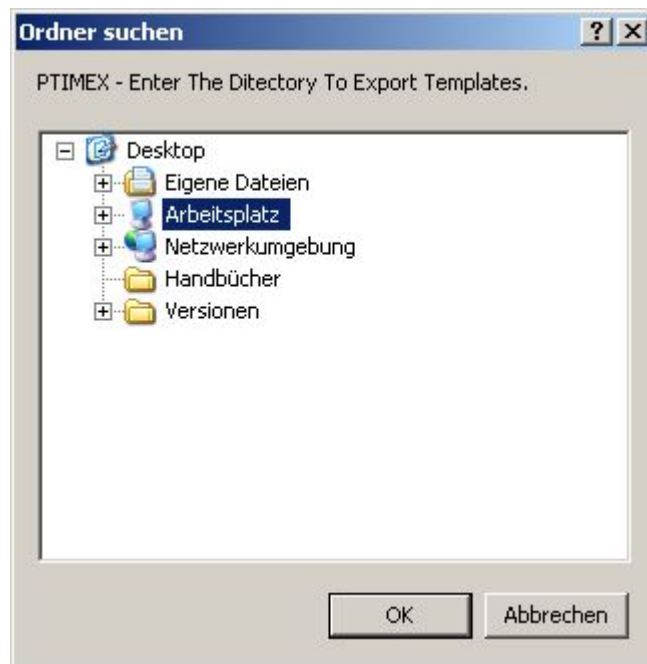 Ordner suchen
PTIMEX - Enter The Ditectory To Export Templates.
Desktop
Eigene Dateien
Arbeitsplatz
Netzwerkumgebung
Handbücher
Versionen
OK Abbrechen